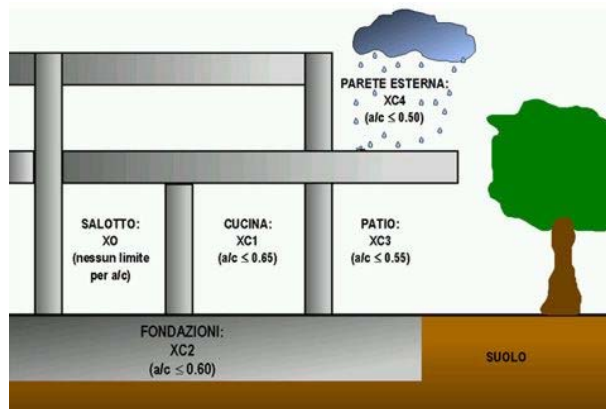 PARETE ESTERNA:
XC4
(a/c ≤ 0.50)
SALOTTO:
XO
(nessun limite
per a/c)
CUCINA:
XC1
(a/c ≤ 0.65)
PATIO:
XC3
(a/c ≤ 0.55)
FONDAZIONI:
XC2
(a/c ≤ 0.60)
SUOLO